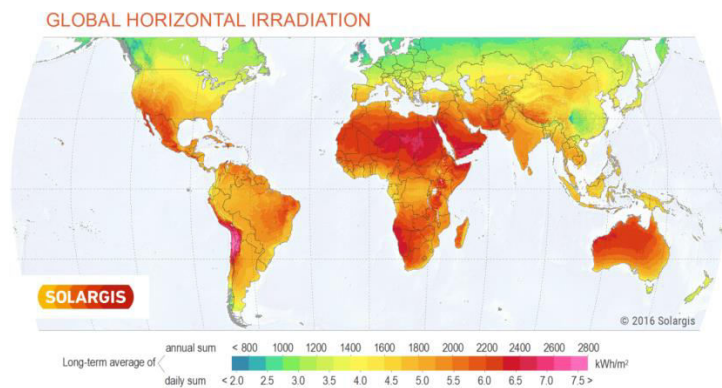 GLOBAL HORIZONTAL IRRADIATION
SOLARGIS
© 2016 Solargis
annual sum < 800 1000 1200 1400 1600 1800 2000 2200 2400 2600 2800
Long-term average of kWh/m²
daily sum < 2.0 2.5 3.0 3.5 4.0 4.5 5.0 5.5 6.0 6.5 7.0 7.5 >